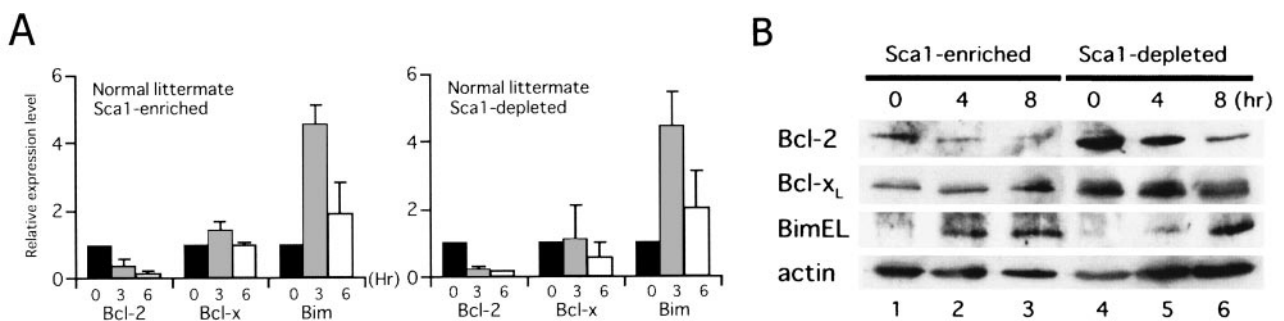 A
Relative expression level
6
4
2
0
Normal littermate
Sca1-enriched
0 3 6 0 3 6 0 3 6 (Hr)
Bcl-2 Bcl-x Bim
6
4
2
0
Normal littermate
Sca1-depleted
0 3 6 0 3 6 0 3 6
Bcl-2 Bcl-x Bim
B
Sca1-enriched Sca1-depleted
0 4 8 0 4 8 (hr)
Bcl-2
Bcl-xL
BimEL
actin
1 2 3 4 5 6